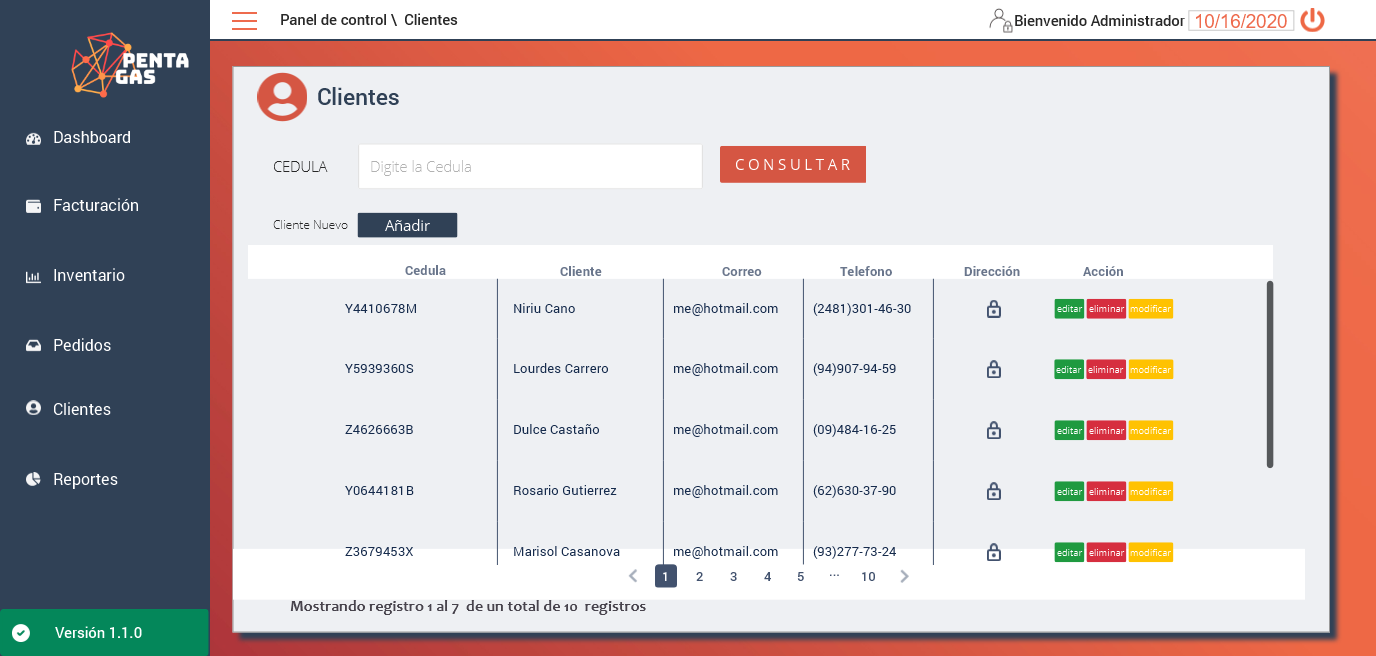 Panel de control \ Clientes
Bienvenido Administrador 10/16/2020
PENTA
GAS
Dashboard
Facturación
Inventario
Pedidos
Clientes
Reportes
Versión 1.1.0
Clientes
CEDULA Digite la Cedula CONSULTAR
Cliente Nuevo Añadir
Cedula Cliente Correo Telefono Dirección Acción
Y4410678M Niriu Cano me@hotmail.com (2481)301-46-30 editar eliminar modificar
Y5939360S Lourdes Carrero me@hotmail.com (94)907-94-59 editar eliminar modificar
Z4626663B Dulce Castaño me@hotmail.com (09)484-16-25 editar eliminar modificar
Y0644181B Rosario Gutierrez me@hotmail.com (62)630-37-90 editar eliminar modificar
Z3679453X Marisol Casanova me@hotmail.com (93)277-73-24 editar eliminar modificar
1 2 3 4 5 ... 10
Mostrando registro 1 al 7 de un total de 10 registros